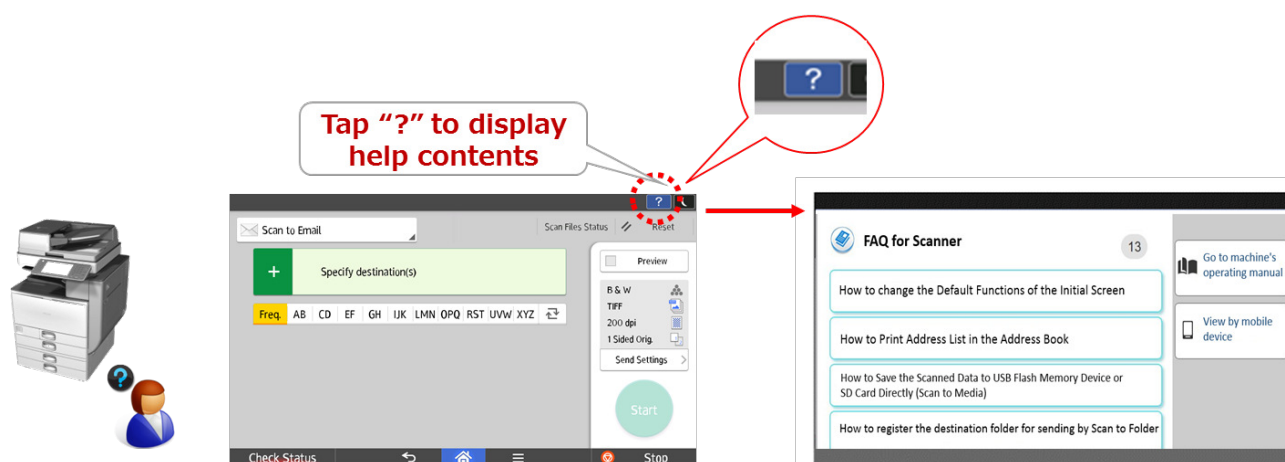 ?
Tap “?” to display
help contents
?
Scan to Email
Scan Files Status
Reset
+
Specify destination(s)
Freq. AB CD EF GH IJK LMN OPQ RST UVW XYZ
Preview
B & W
TIFF
200 dpi
1 Sided Orig.
Send Settings >
Start
Check Status
Stop
?
FAQ for Scanner
13
How to change the Default Functions of the Initial Screen
How to Print Address List in the Address Book
How to Save the Scanned Data to USB Flash Memory Device or
SD Card Directly (Scan to Media)
How to register the destination folder for sending by Scan to Folder
Go to machine's
operating manual
View by mobile
device